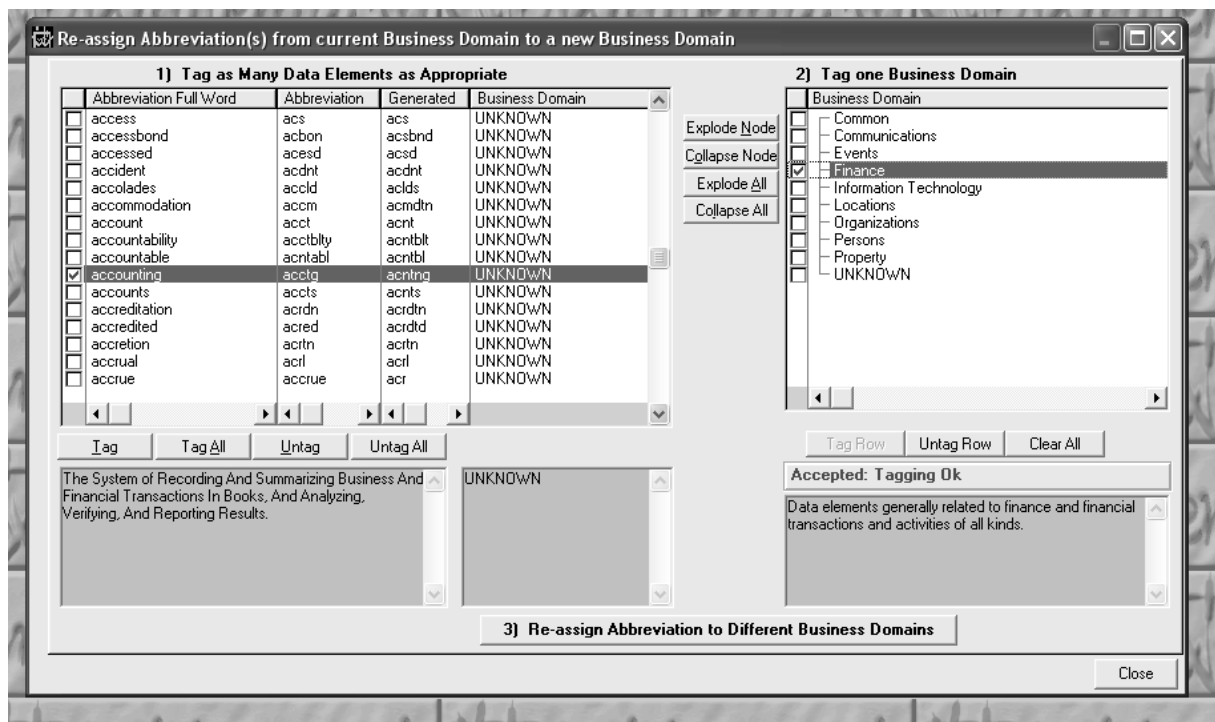 Re-assign Abbreviation(s) from current Business Domain to a new Business Domain
1) Tag as Many Data Elements as Appropriate
Abbreviation Full Word Abbreviation Generated Business Domain
access acs acs UNKNOWN
accessbond acbon acsbnd UNKNOWN
accessed acesd acsd UNKNOWN
accident acdnt acdnt UNKNOWN
accolades accld aclds UNKNOWN
accommodation accm acmdtn UNKNOWN
account acct acnt UNKNOWN
accountability acctblty acntblt UNKNOWN
accountable acntabl acntbl UNKNOWN
accounting acctg acntng UNKNOWN
accounts accts acnts UNKNOWN
accreditation acrdn acrdtn UNKNOWN
accredited acred acrdtd UNKNOWN
accretion acrtn acrtn UNKNOWN
accrual acrl acrl UNKNOWN
accrue accrue acr UNKNOWN
Tag Tag All Untag Untag All
The System of Recording And Summarizing Business And
Financial Transactions In Books, And Analyzing,
Verifying, And Reporting Results.
UNKNOWN
Explode Node
Collapse Node
Explode All
Collapse All
2) Tag one Business Domain
Business Domain
Common
Communications
Events
Finance
Information Technology
Locations
Organizations
Persons
Property
UNKNOWN
Tag Row Untag Row Clear All
Accepted: Tagging Ok
Data elements generally related to finance and financial
transactions and activities of all kinds.
3) Re-assign Abbreviation to Different Business Domains
Close